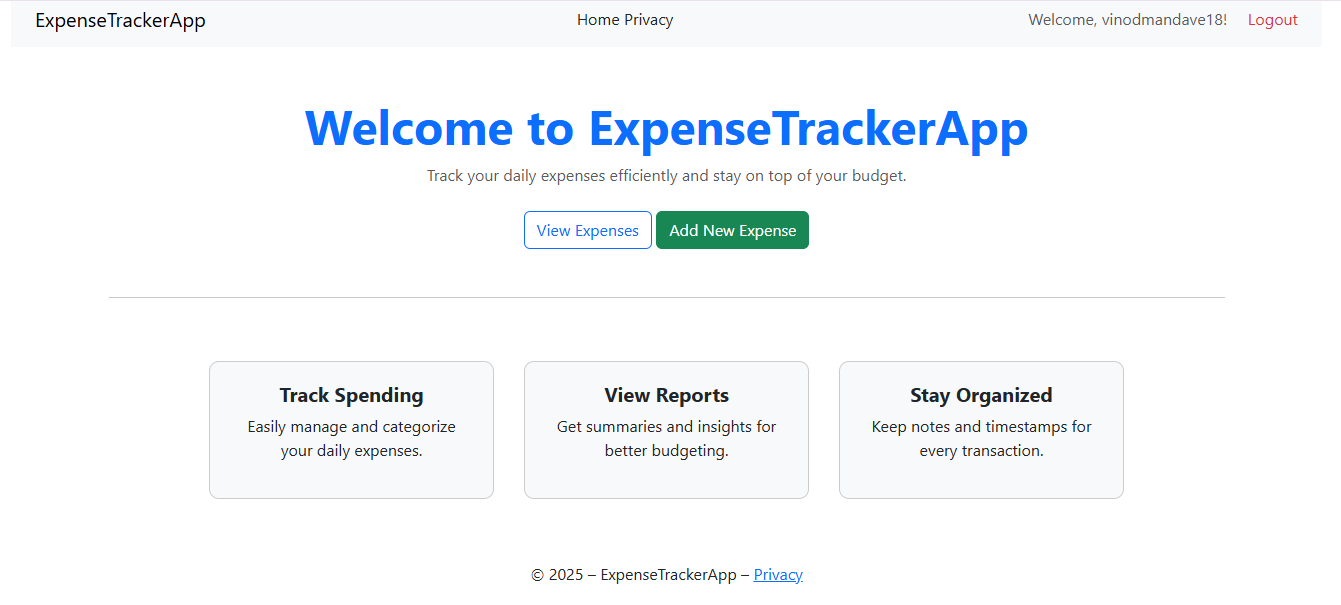 ExpenseTrackerApp Home Privacy Welcome, vinodmandave18! Logout
Welcome to ExpenseTrackerApp
Track your daily expenses efficiently and stay on top of your budget.
View Expenses Add New Expense
Track Spending
Easily manage and categorize
your daily expenses.
View Reports
Get summaries and insights for
better budgeting.
Stay Organized
Keep notes and timestamps for
every transaction.
© 2025 – ExpenseTrackerApp – Privacy